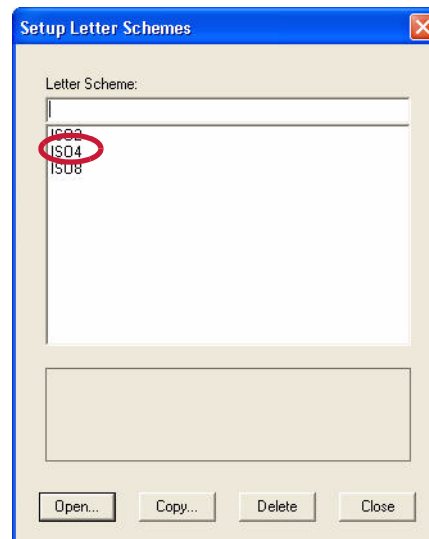 Setup Letter Schemes
Letter Scheme:
ISO2
ISO4
ISO8
Open... Copy... Delete Close